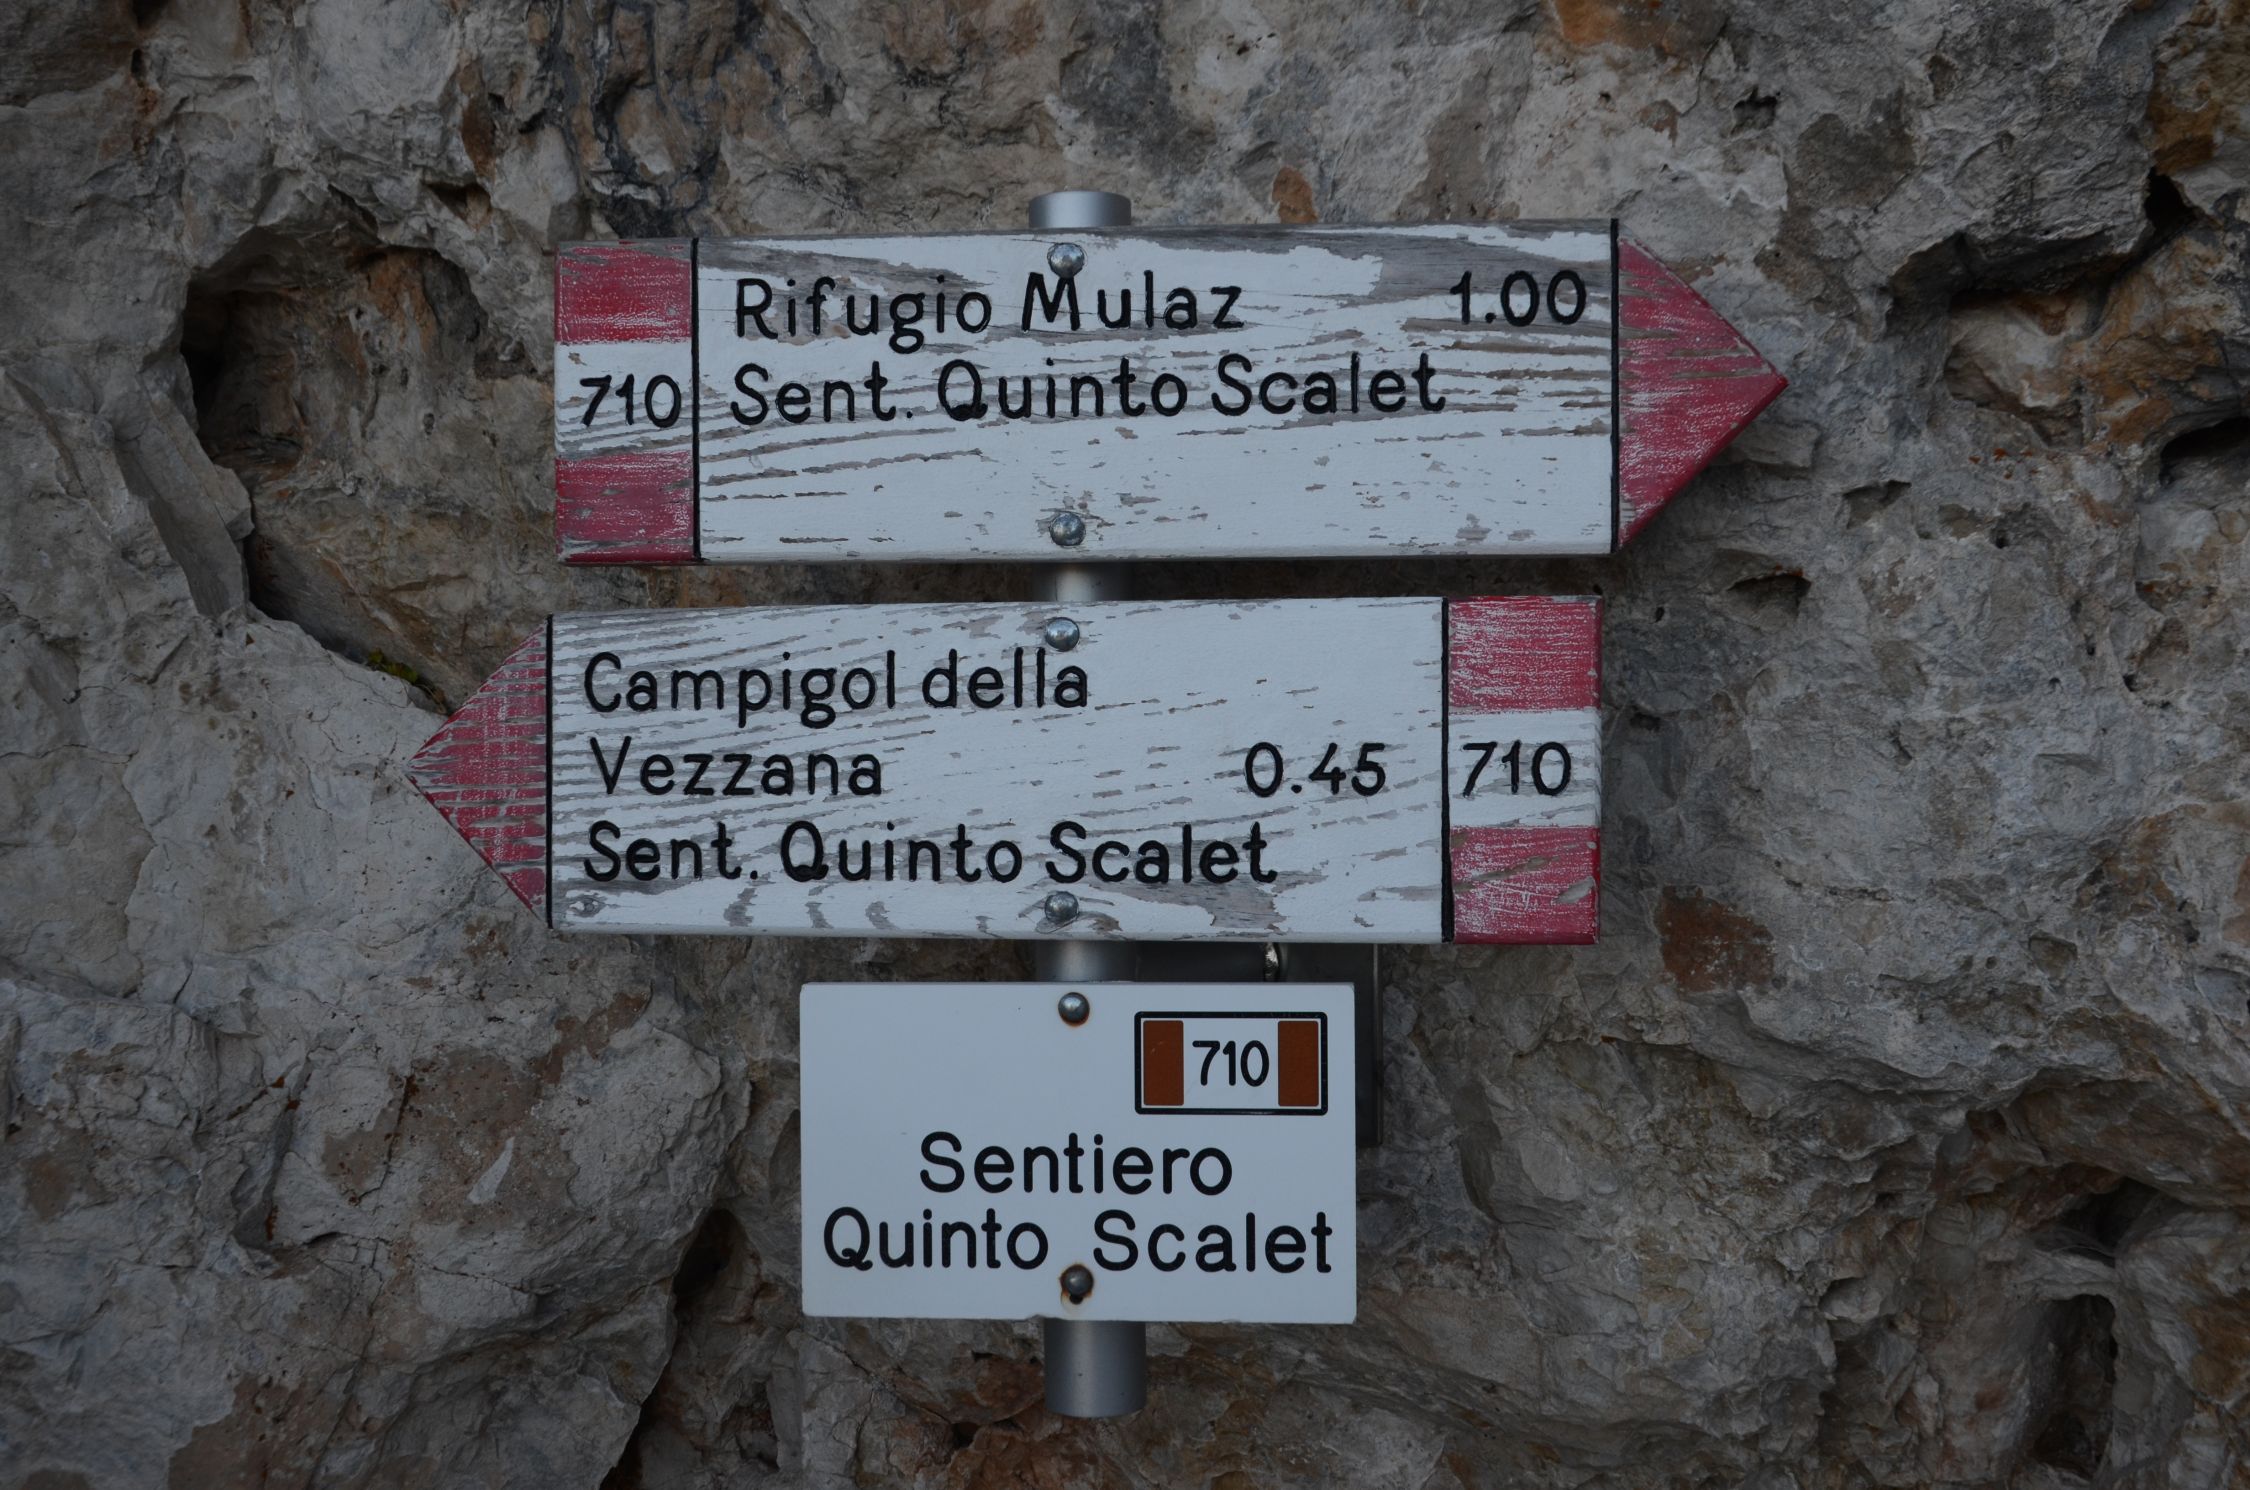 Rifugio Mulaz 1.00
710 Sent. Quinto Scalet
Campigol della
Vezzana 0.45 710
Sent. Quinto Scalet
710
Sentiero
Quinto Scalet